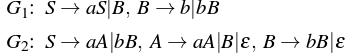 G₁: S → aS|B, B → b|bB
G₂: S → aA|bB, A → aA|B|ε, B → bB|ε